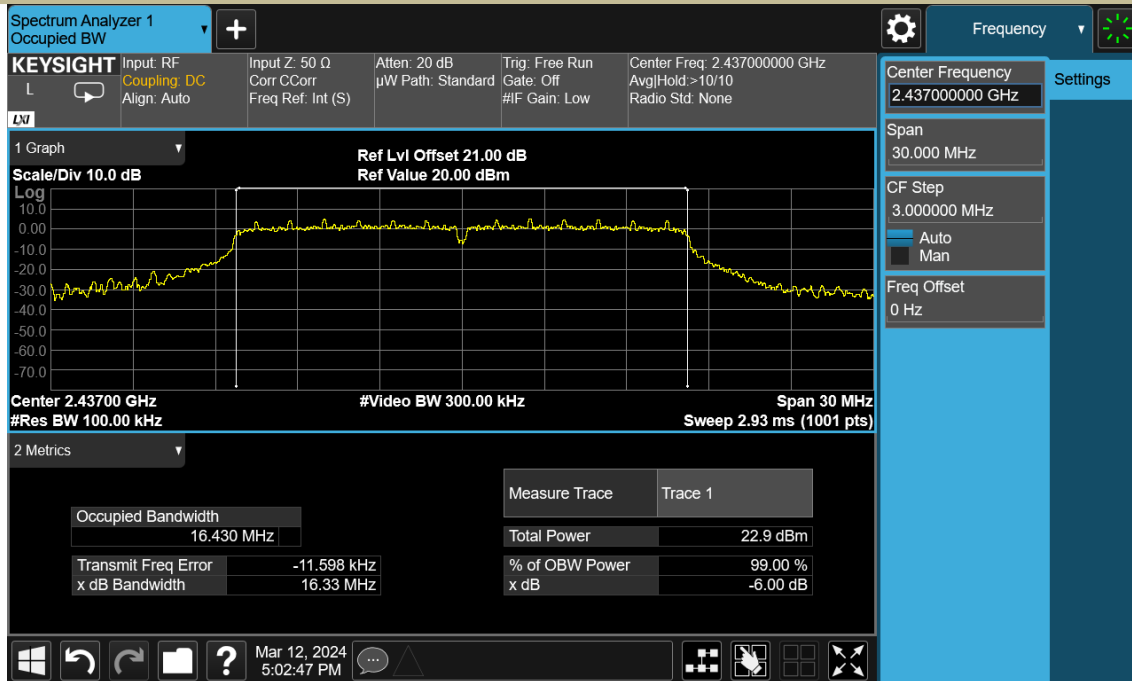 Spectrum Analyzer 1
Occupied BW
Frequency
KEYSIGHT
L
LXI
Input: RF
Coupling: DC
Align: Auto
Input Z: 50 Ω
Corr CCorr
Freq Ref: Int (S)
Atten: 20 dB
µW Path: Standard
Trig: Free Run
Gate: Off
#IF Gain: Low
Center Freq: 2.437000000 GHz
Avg|Hold:>10/10
Radio Std: None
Center Frequency
2.437000000 GHz
Settings
Span
30.000 MHz
CF Step
3.000000 MHz
Auto
Man
Freq Offset
0 Hz
1 Graph
Scale/Div 10.0 dB
Ref Lvl Offset 21.00 dB
Ref Value 20.00 dBm
Log
10.0
0.00
-10.0
-20.0
-30.0
-40.0
-50.0
-60.0
-70.0
Center 2.43700 GHz
#Video BW 300.00 kHz
Span 30 MHz
#Res BW 100.00 kHz
Sweep 2.93 ms (1001 pts)
2 Metrics
Measure Trace Trace 1
Occupied Bandwidth
16.430 MHz
Total Power 22.9 dBm
Transmit Freq Error -11.598 kHz
% of OBW Power 99.00 %
x dB Bandwidth 16.33 MHz
x dB -6.00 dB
?
Mar 12, 2024
5:02:47 PM